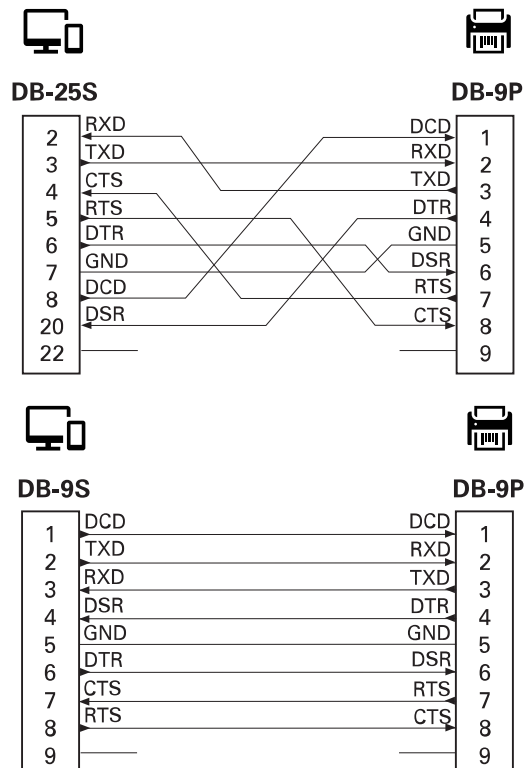 DB-25S DB-9P
2 RXD DCD 1
3 TXD RXD 2
4 CTS TXD 3
5 RTS DTR 4
6 DTR GND 5
7 GND DSR 6
8 DCD RTS 7
20 DSR CTS 8
22 9
DB-9S DB-9P
1 DCD DCD 1
2 TXD RXD 2
3 RXD TXD 3
4 DSR DTR 4
5 GND GND 5
6 DTR DSR 6
7 CTS RTS 7
8 RTS CTS 8
9 9